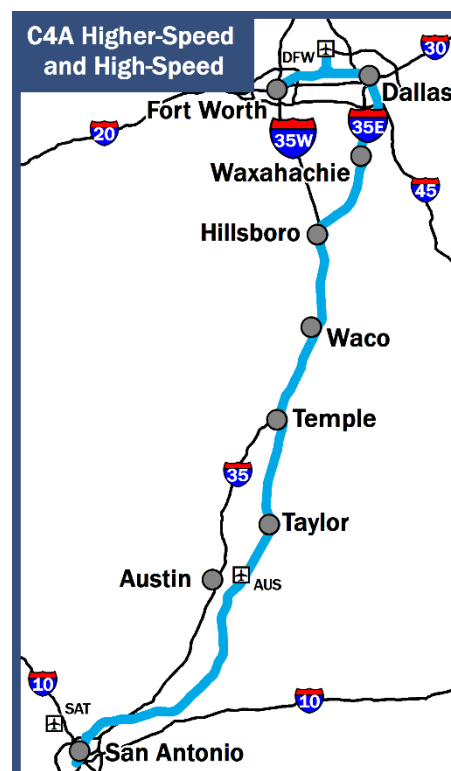 C4A Higher-Speed
and High-Speed
DFW
30
Dallas
Fort Worth
20
35W
35E
Waxahachie
45
Hillsboro
Waco
Temple
35
Taylor
Austin
AUS
10
SAT
10
San Antonio